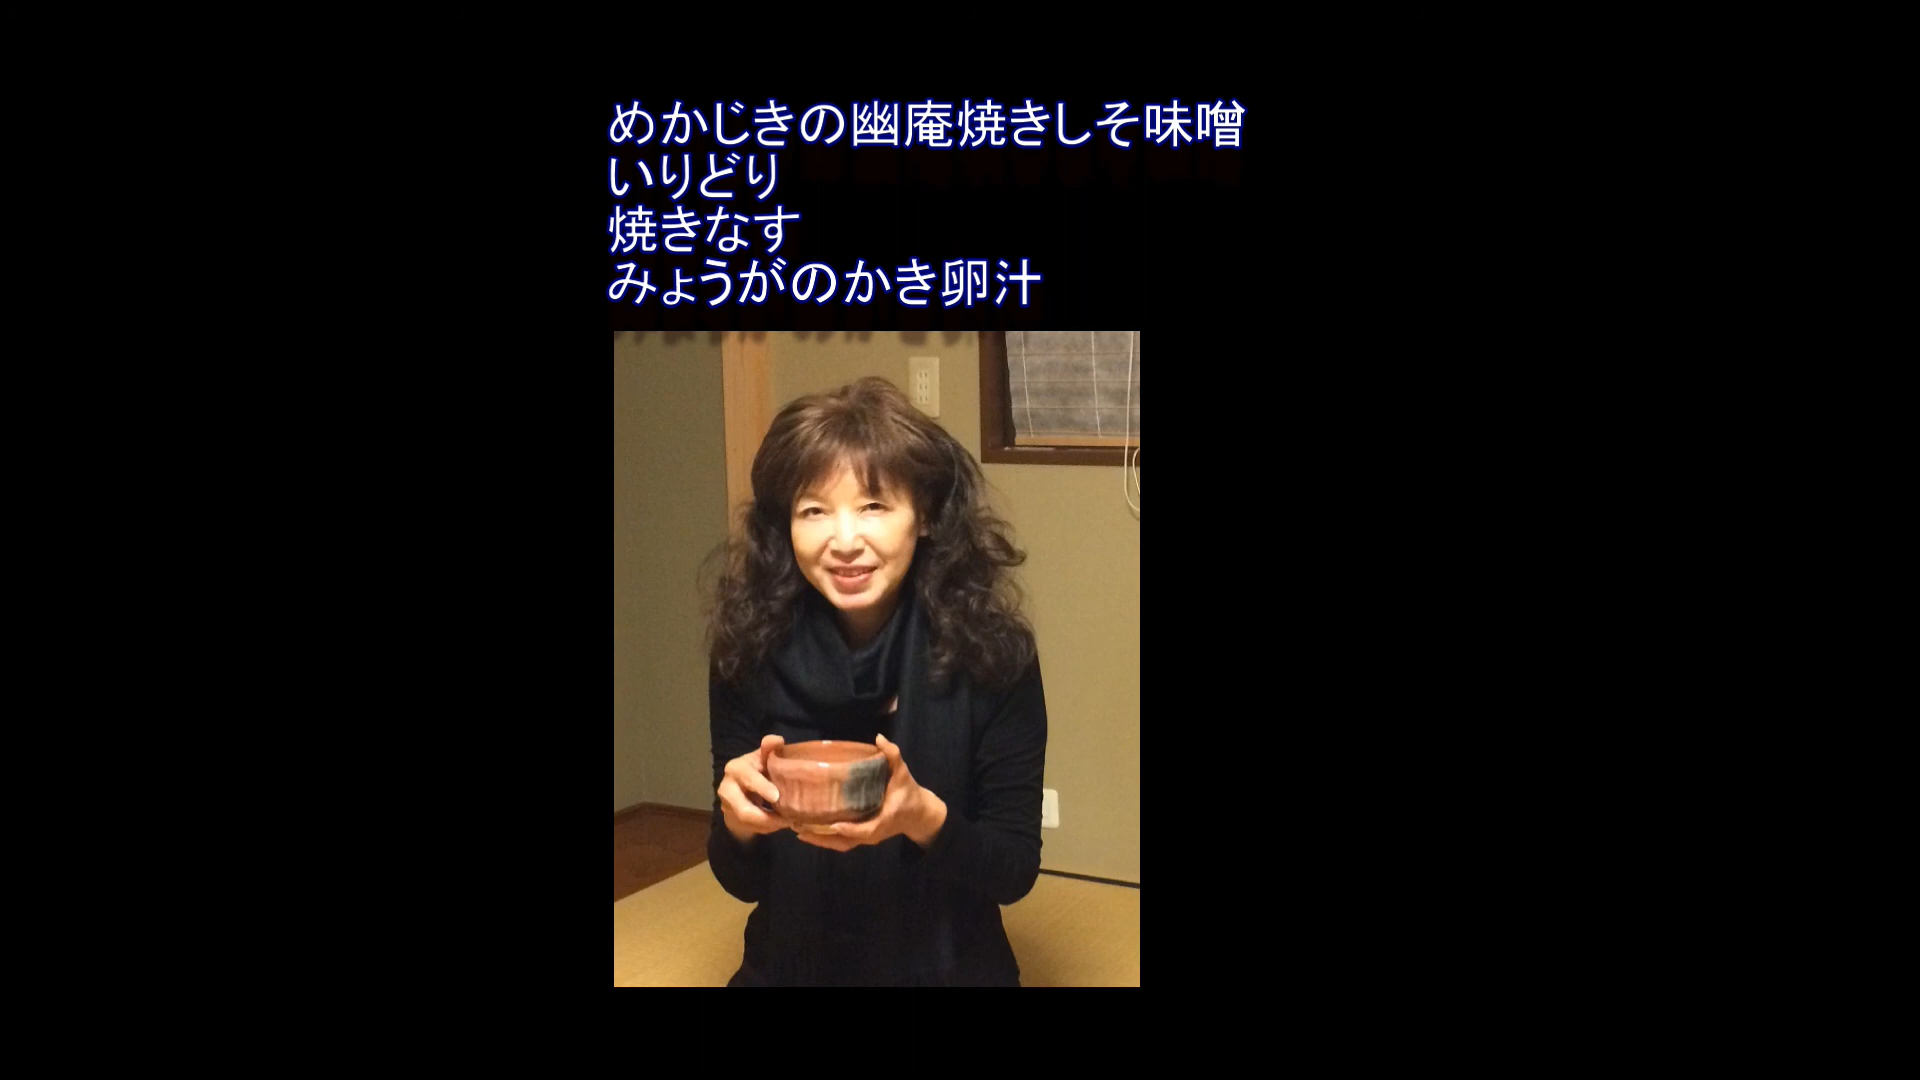 めかじきの幽庵焼きしそ味噌
いりどり
焼きなす
みょうがのかき卵汁